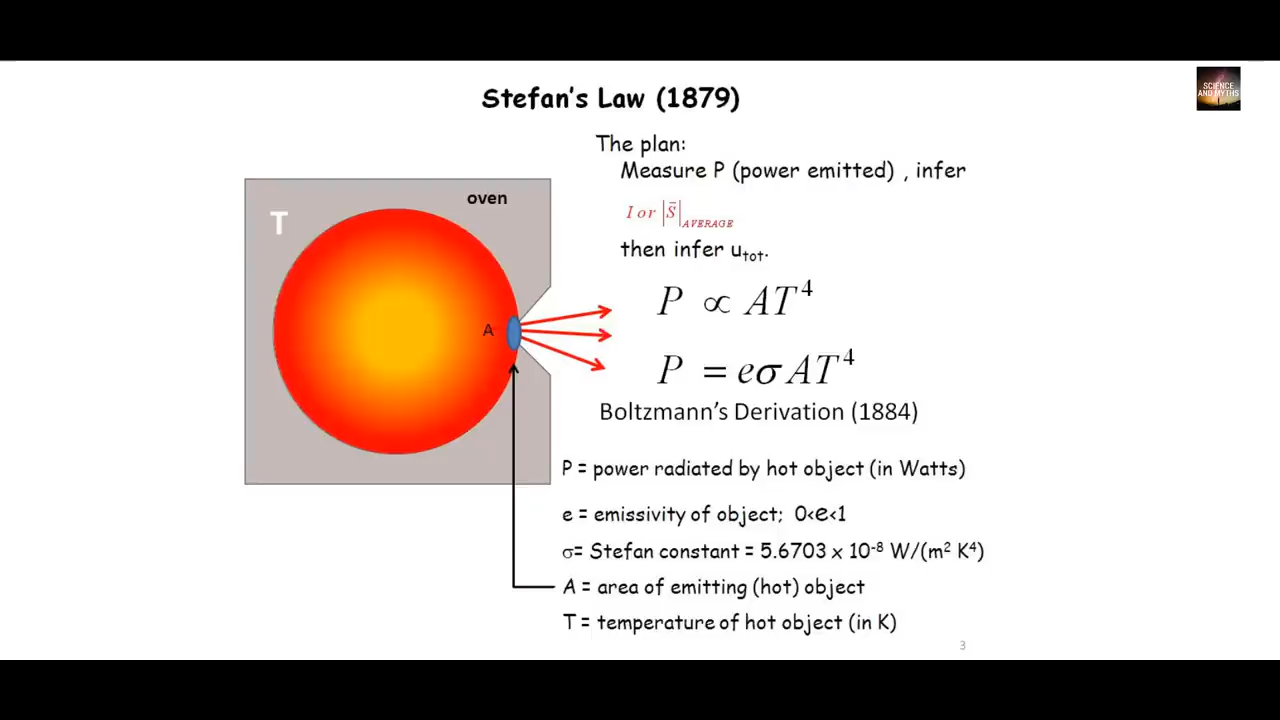 Stefan's Law (1879)
SCIENCE
AND MYTHS
The plan:
Measure P (power emitted) , infer
I or |S̄|AVERAGE
then infer uₜₒₜ.
oven
T
A
P ∝ AT⁴
P = eσAT⁴
Boltzmann's Derivation (1884)
P = power radiated by hot object (in Watts)
e = emissivity of object; 0<e<1
σ= Stefan constant = 5.6703 x 10⁻⁸ W/(m² K⁴)
A = area of emitting (hot) object
T = temperature of hot object (in K)
3